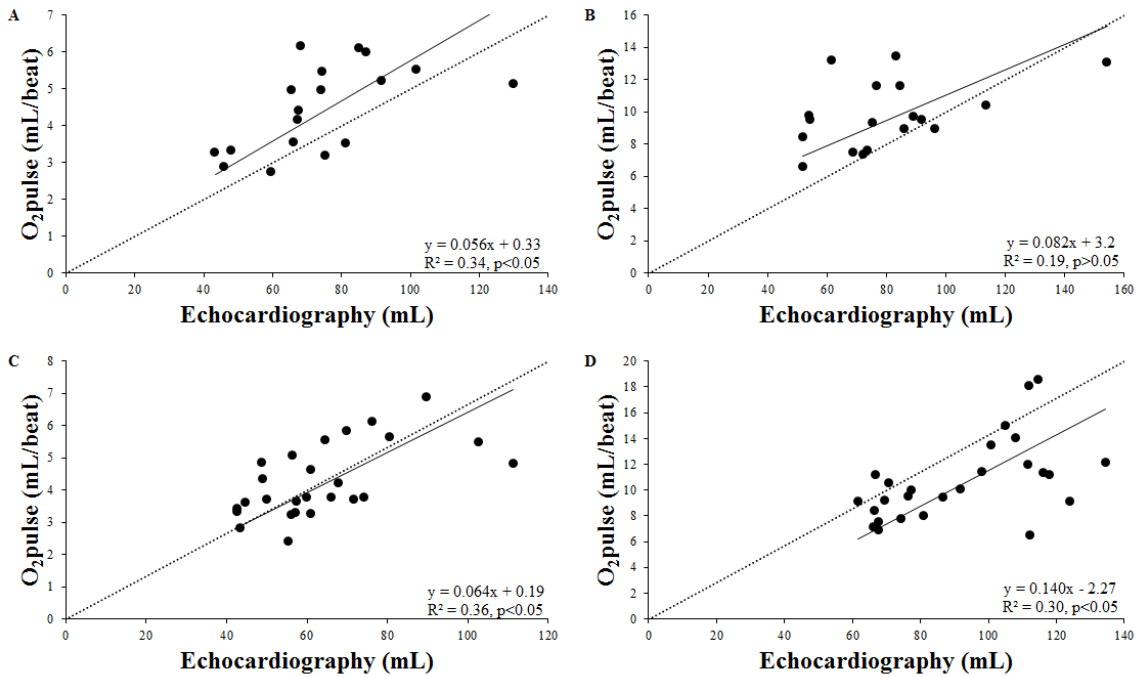 A
O₂pulse (mL/beat)
7
6
5
4
3
2
1
0
y = 0.056x + 0.33
R² = 0.34, p<0.05
0 20 40 60 80 100 120 140
Echocardiography (mL)
B
O₂pulse (mL/beat)
16
14
12
10
8
6
4
2
0
y = 0.082x + 3.2
R² = 0.19, p>0.05
0 20 40 60 80 100 120 140 160
Echocardiography (mL)
C
O₂pulse (mL/beat)
8
7
6
5
4
3
2
1
0
y = 0.064x + 0.19
R² = 0.36, p<0.05
0 20 40 60 80 100 120
Echocardiography (mL)
D
O₂pulse (mL/beat)
20
18
16
14
12
10
8
6
4
2
0
y = 0.140x - 2.27
R² = 0.30, p<0.05
0 20 40 60 80 100 120 140
Echocardiography (mL)